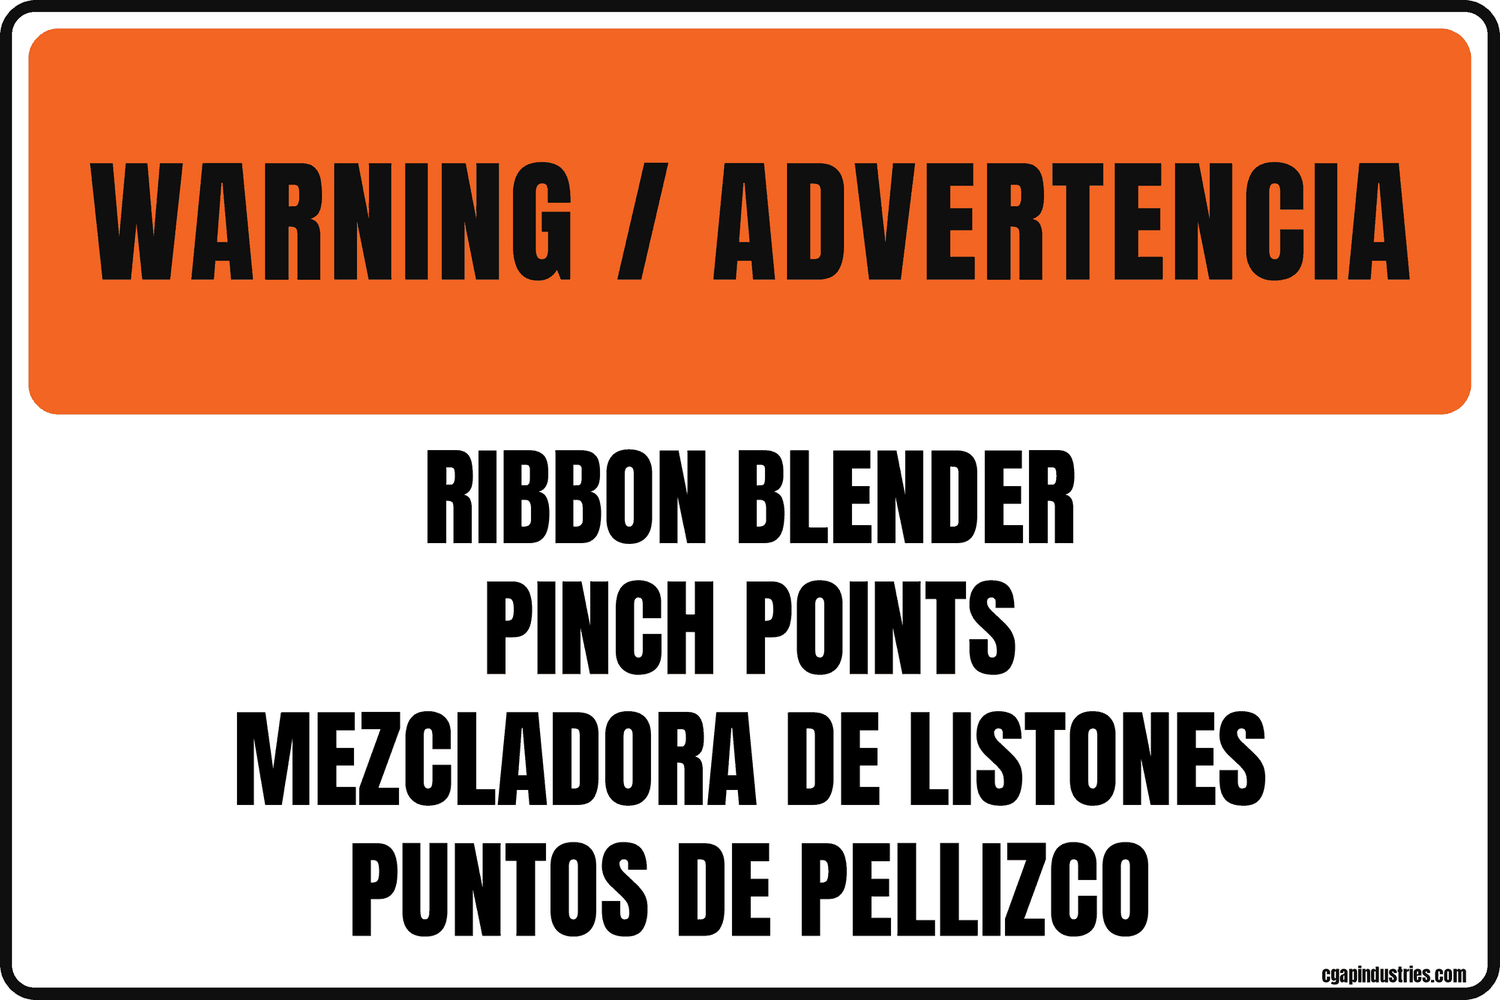 WARNING / ADVERTENCIA
RIBBON BLENDER
PINCH POINTS
MEZCLADORA DE LISTONES
PUNTOS DE PELLIZCO
cgapindustries.com